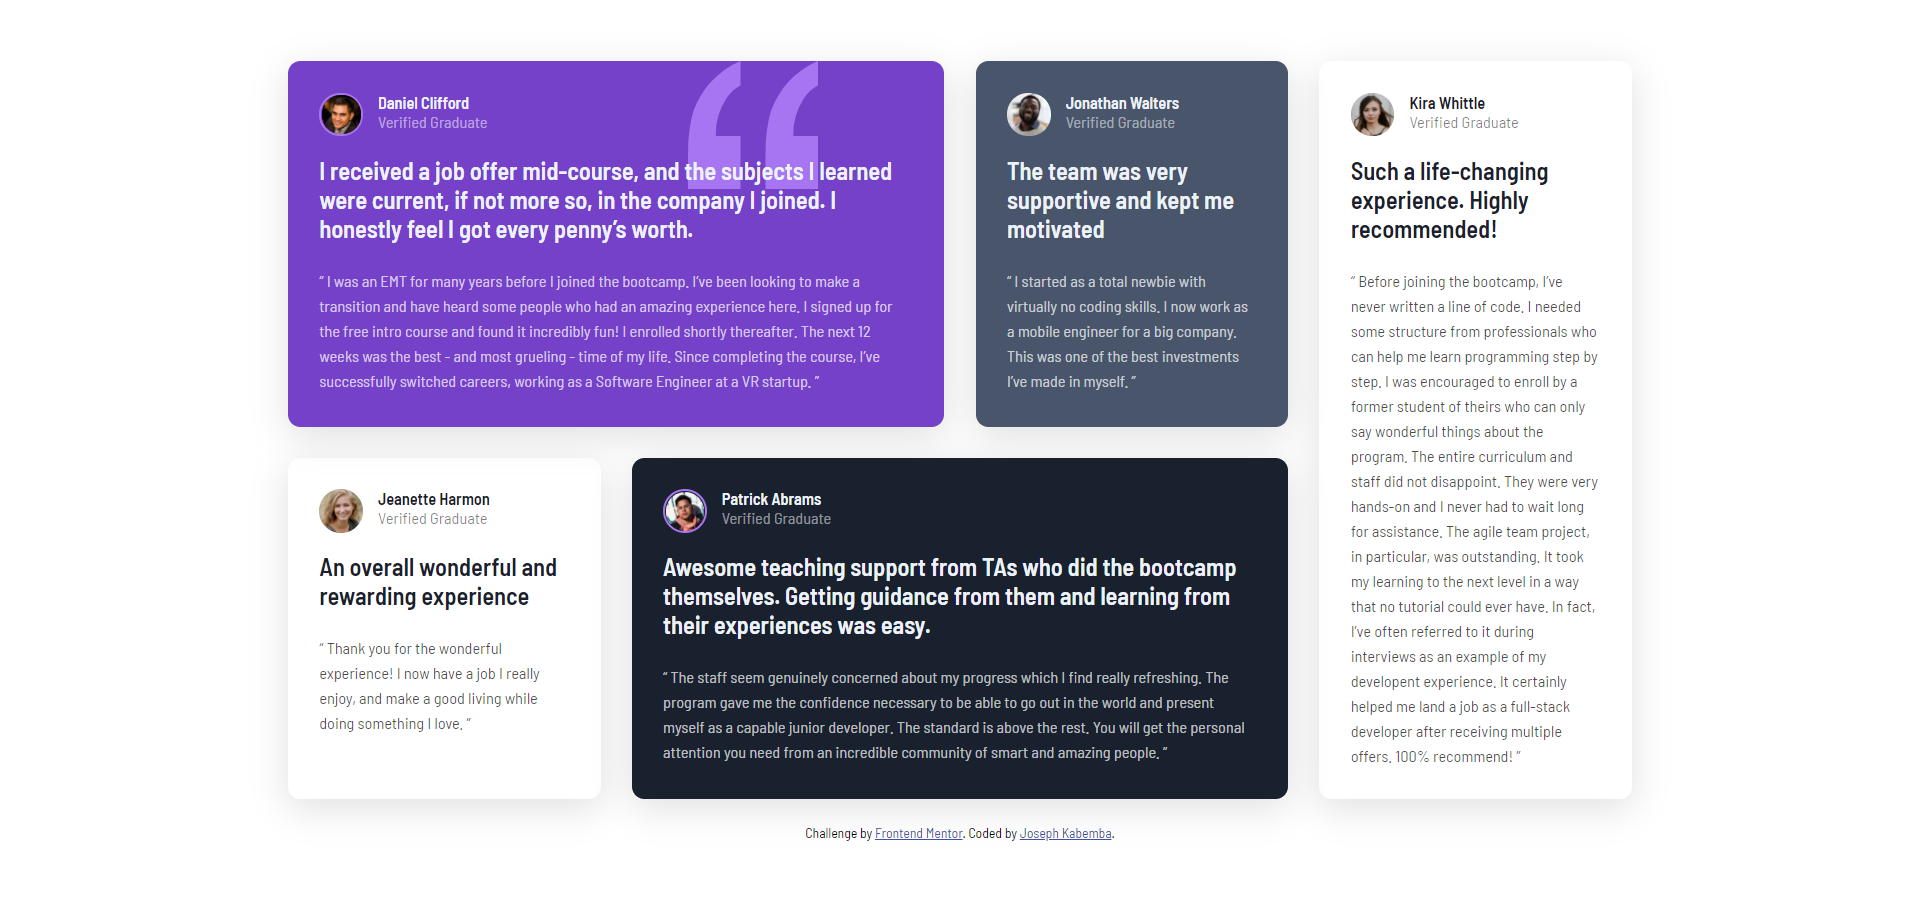 Daniel Clifford
Verified Graduate
I received a job offer mid-course, and the subjects I learned
were current, if not more so, in the company I joined. I
honestly feel I got every penny’s worth.
“ I was an EMT for many years before I joined the bootcamp. I’ve been looking to make a
transition and have heard some people who had an amazing experience here. I signed up for
the free intro course and found it incredibly fun! I enrolled shortly thereafter. The next 12
weeks was the best - and most grueling - time of my life. Since completing the course, I’ve
successfully switched careers, working as a Software Engineer at a VR startup. ”
Jonathan Walters
Verified Graduate
The team was very
supportive and kept me
motivated
“ I started as a total newbie with
virtually no coding skills. I now work as
a mobile engineer for a big company.
This was one of the best investments
I’ve made in myself. ”
Kira Whittle
Verified Graduate
Such a life-changing
experience. Highly
recommended!
“ Before joining the bootcamp, I’ve
never written a line of code. I needed
some structure from professionals who
can help me learn programming step by
step. I was encouraged to enroll by a
former student of theirs who can only
say wonderful things about the
program. The entire curriculum and
staff did not disappoint. They were very
hands-on and I never had to wait long
for assistance. The agile team project,
in particular, was outstanding. It took
my learning to the next level in a way
that no tutorial could ever have. In fact,
I’ve often referred to it during
interviews as an example of my
developent experience. It certainly
helped me land a job as a full-stack
developer after receiving multiple
offers. 100% recommend! ”
Jeanette Harmon
Verified Graduate
An overall wonderful and
rewarding experience
“ Thank you for the wonderful
experience! I now have a job I really
enjoy, and make a good living while
doing something I love. ”
Patrick Abrams
Verified Graduate
Awesome teaching support from TAs who did the bootcamp
themselves. Getting guidance from them and learning from
their experiences was easy.
“ The staff seem genuinely concerned about my progress which I find really refreshing. The
program gave me the confidence necessary to be able to go out in the world and present
myself as a capable junior developer. The standard is above the rest. You will get the personal
attention you need from an incredible community of smart and amazing people. ”
Challenge by Frontend Mentor. Coded by Joseph Kabemba.